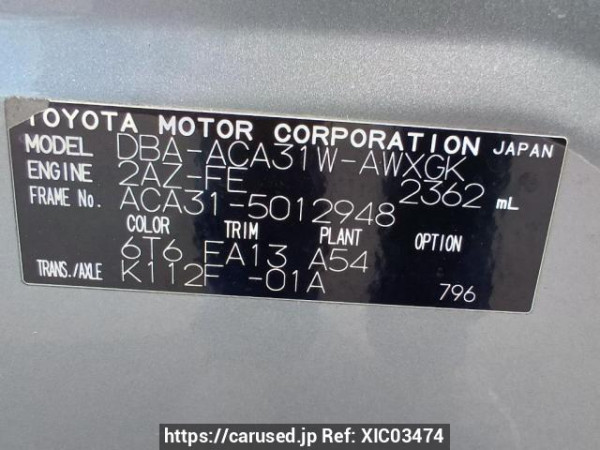 TOYOTA MOTOR CORPORATION JAPAN
MODEL DBA-ACA31W-AWXGK
ENGINE 2AZ-FE 2362 mL
FRAME No. ACA31-5012948
COLOR TRIM PLANT OPTION
6T6 FA13 A54
TRANS./AXLE K112F -01A
796
https://carused.jp Ref: XIC03474